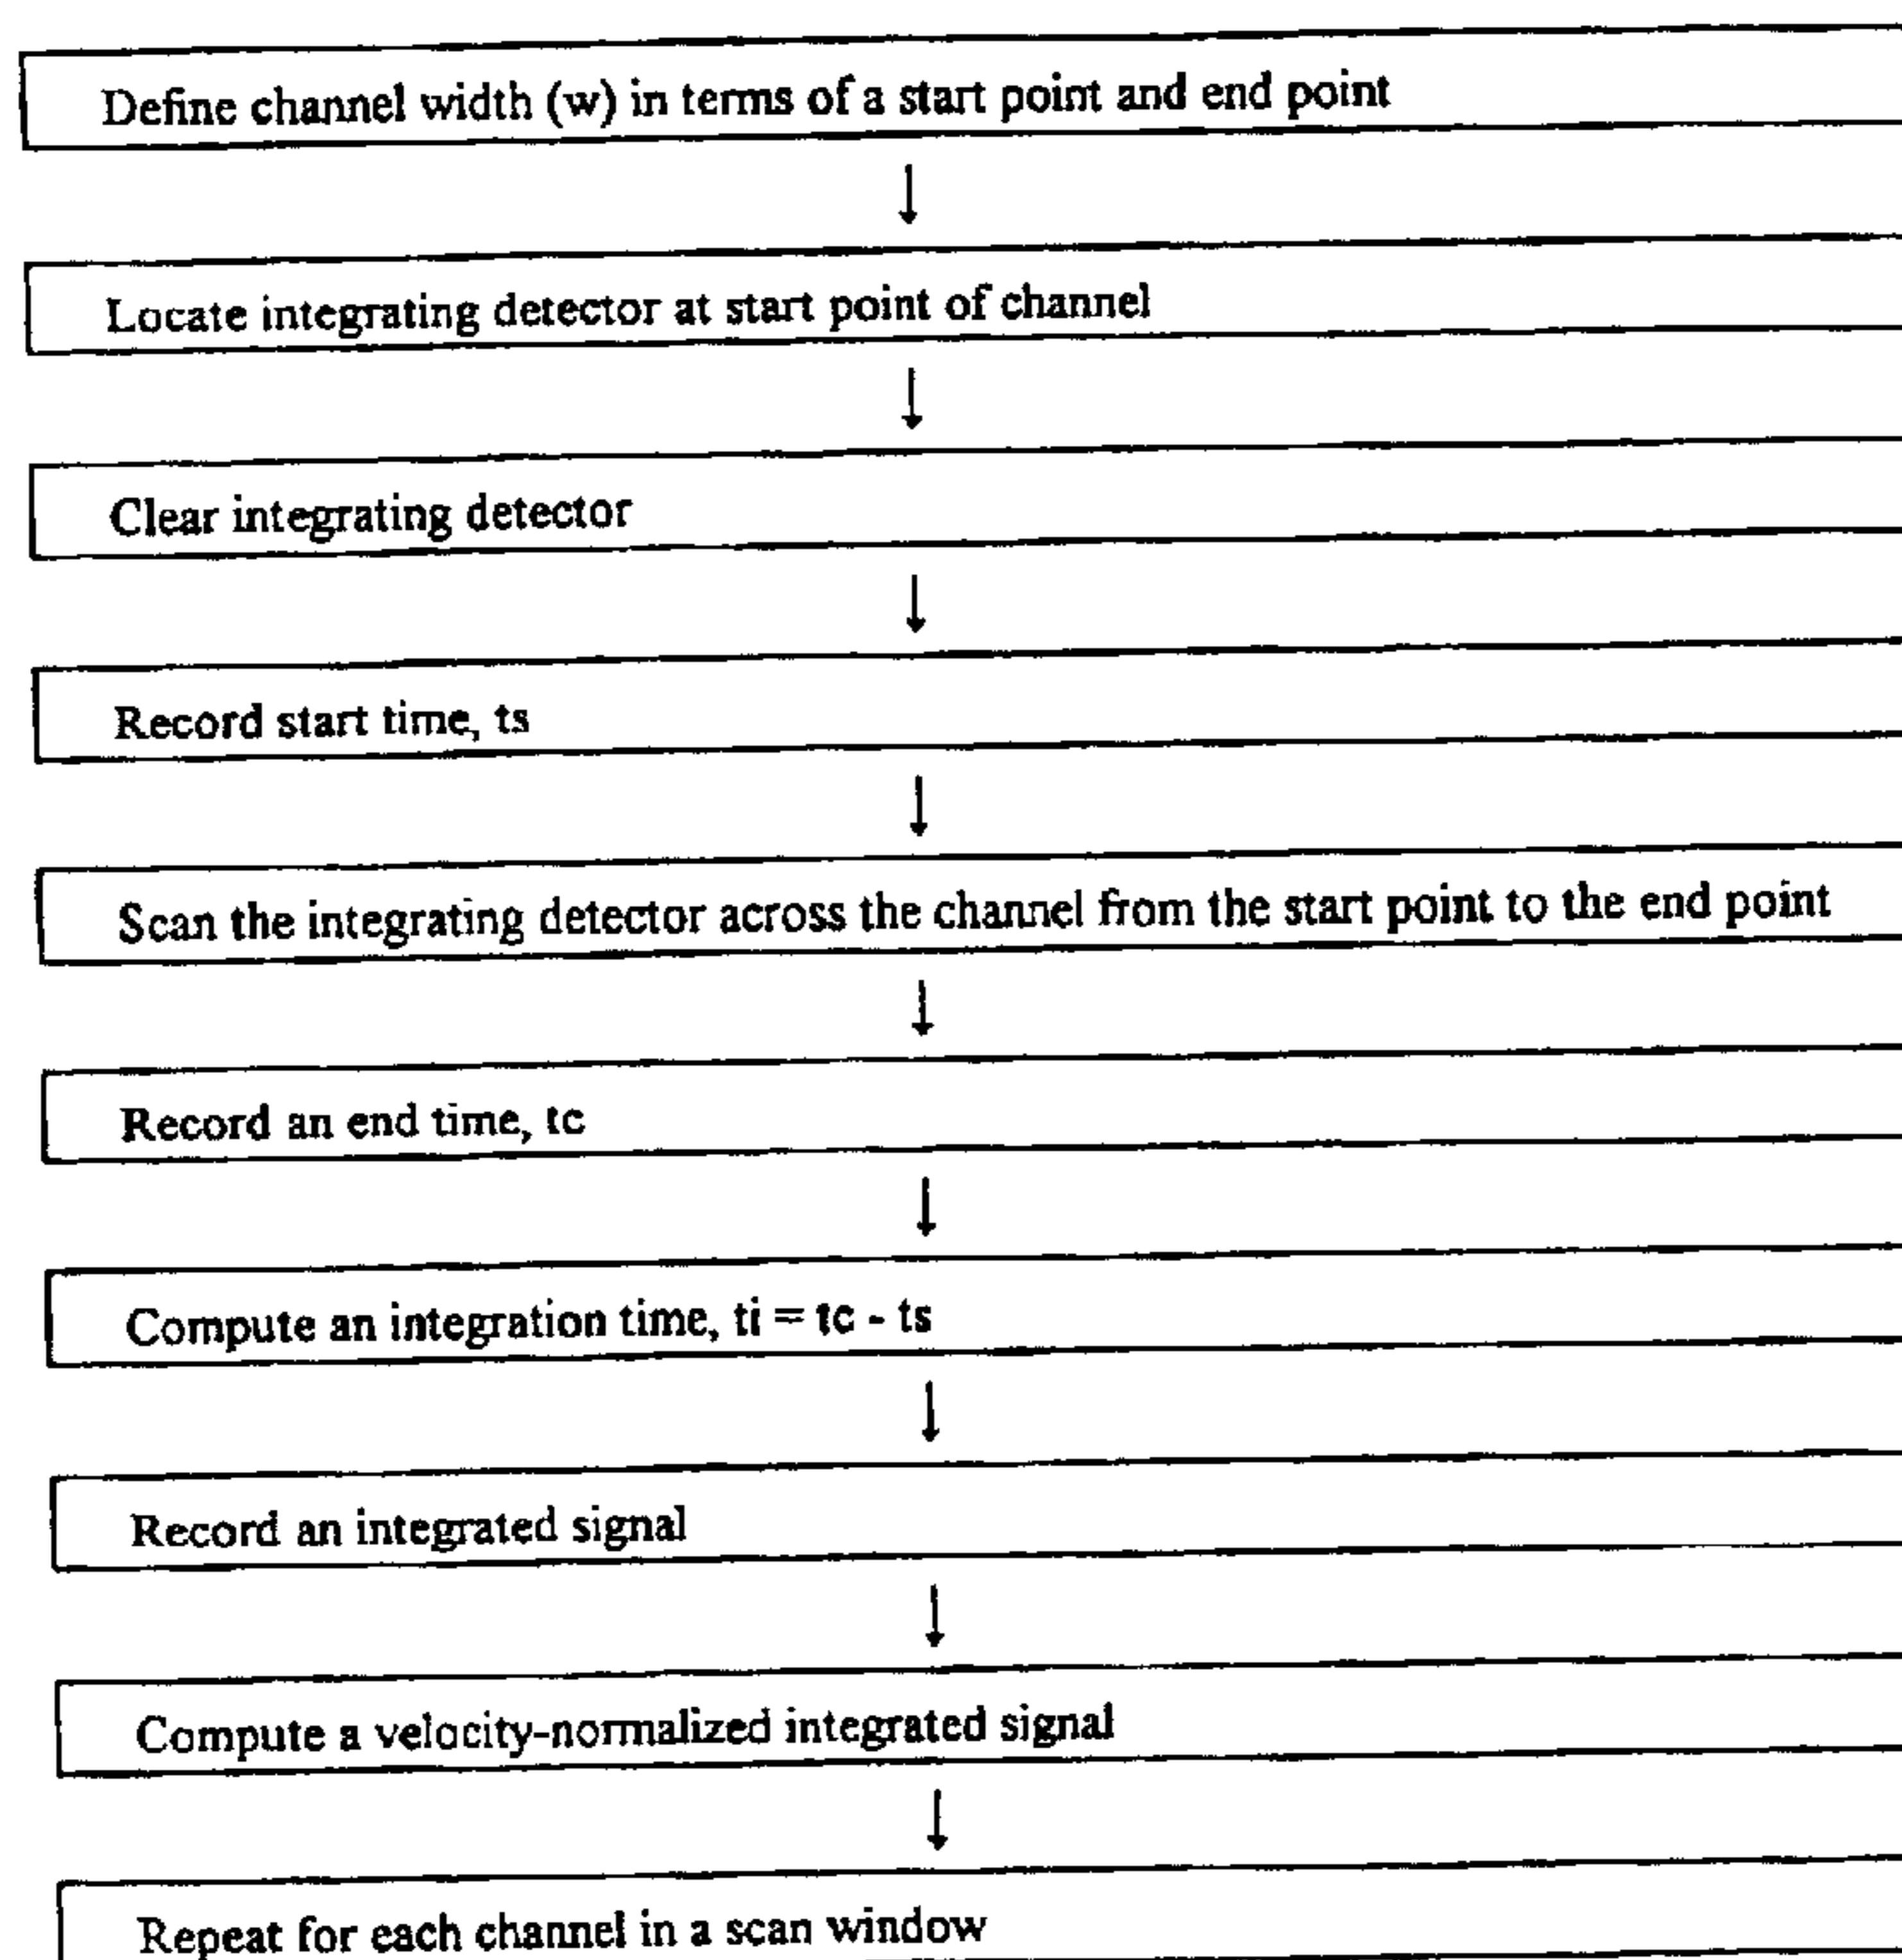 Define channel width (w) in terms of a start point and end point
Locate integrating detector at start point of channel
Clear integrating detector
Record start time, ts
Scan the integrating detector across the channel from the start point to the end point
Record an end time, tc
Compute an integration time, ti = tc - ts
Record an integrated signal
Compute a velocity-normalized integrated signal
Repeat for each channel in a scan window